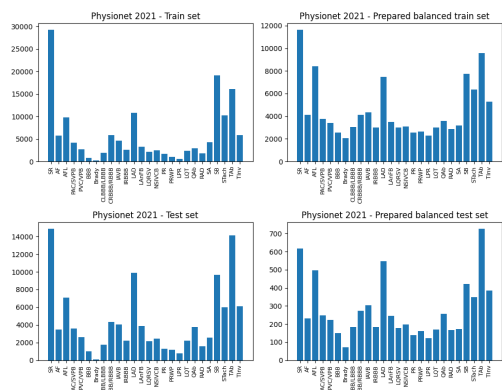 Physionet 2021 - Train set
30000
25000
20000
15000
10000
5000
0
SR
AF
AFL
PAC/SVPB
PVC/VPB
BBB
Brady
CLBBB/LBBB
CRBBB/RBBB
IAVB
IRBBB
LAD
LAnFB
LQRSV
NSIVCB
PR
PRWP
LPR
LQT
QAb
RAD
SA
SB
STach
TAb
TInv
Physionet 2021 - Prepared balanced train set
12000
10000
8000
6000
4000
2000
0
SR
AF
AFL
PAC/SVPB
PVC/VPB
BBB
Brady
CLBBB/LBBB
CRBBB/RBBB
IAVB
IRBBB
LAD
LAnFB
LQRSV
NSIVCB
PR
PRWP
LPR
LQT
QAb
RAD
SA
SB
STach
TAb
TInv
Physionet 2021 - Test set
14000
12000
10000
8000
6000
4000
2000
0
SR
AF
AFL
AC/SVPB
PVC/VPB
BBB
Brady
BBB/LBBB
BB/RBBB
IAVB
IRBBB
LAD
LAnFB
LQRSV
NSIVCB
PR
PRWP
LPR
LQT
QAb
RAD
SA
SB
STach
TAb
TInv
Physionet 2021 - Prepared balanced test set
700
600
500
400
300
200
100
0
SR
AF
AFL
AC/SVPB
PVC/VPB
BBB
Brady
BBB/LBBB
BB/RBBB
IAVB
IRBBB
LAD
LAnFB
LQRSV
NSIVCB
PR
PRWP
LPR
LQT
QAb
RAD
SA
SB
STach
TAb
TInv